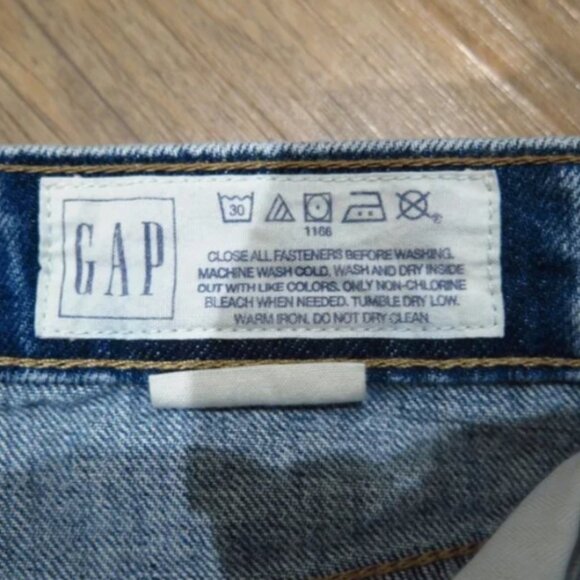 GAP
30
1166
CLOSE ALL FASTENERS BEFORE WASHING.
MACHINE WASH COLD, WASH AND DRY INSIDE
OUT WITH LIKE COLORS. ONLY NON-CHLORINE
BLEACH WHEN NEEDED. TUMBLE DRY LOW.
WARM IRON. DO NOT DRY CLEAN.